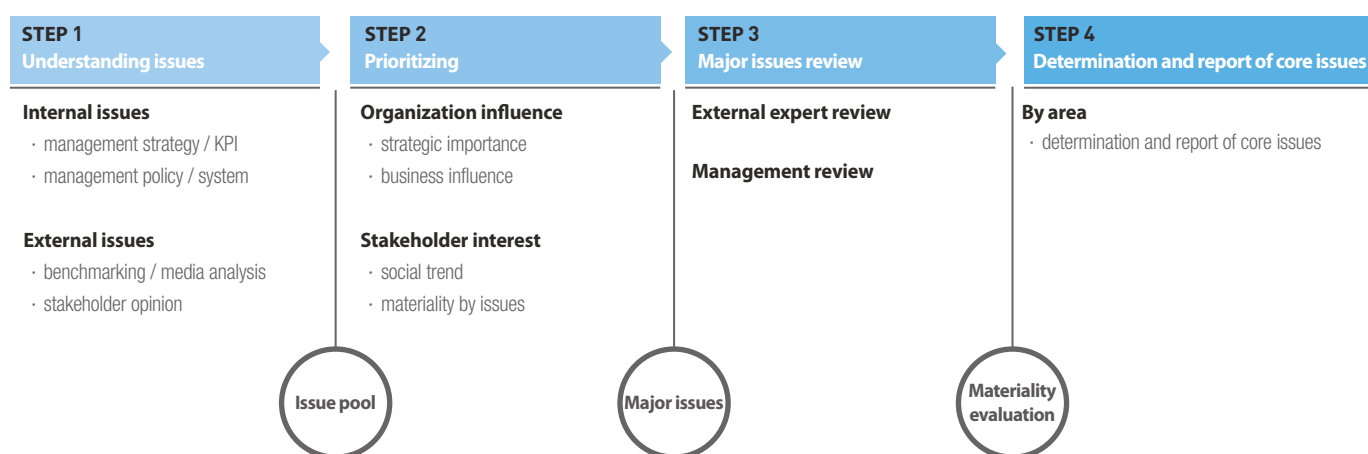 STEP 1
Understanding issues
Internal issues
· management strategy / KPI
· management policy / system
External issues
· benchmarking / media analysis
· stakeholder opinion
Issue pool
STEP 2
Prioritizing
Organization influence
· strategic importance
· business influence
Stakeholder interest
· social trend
· materiality by issues
Major issues
STEP 3
Major issues review
External expert review
Management review
Materiality
evaluation
STEP 4
Determination and report of core issues
By area
· determination and report of core issues